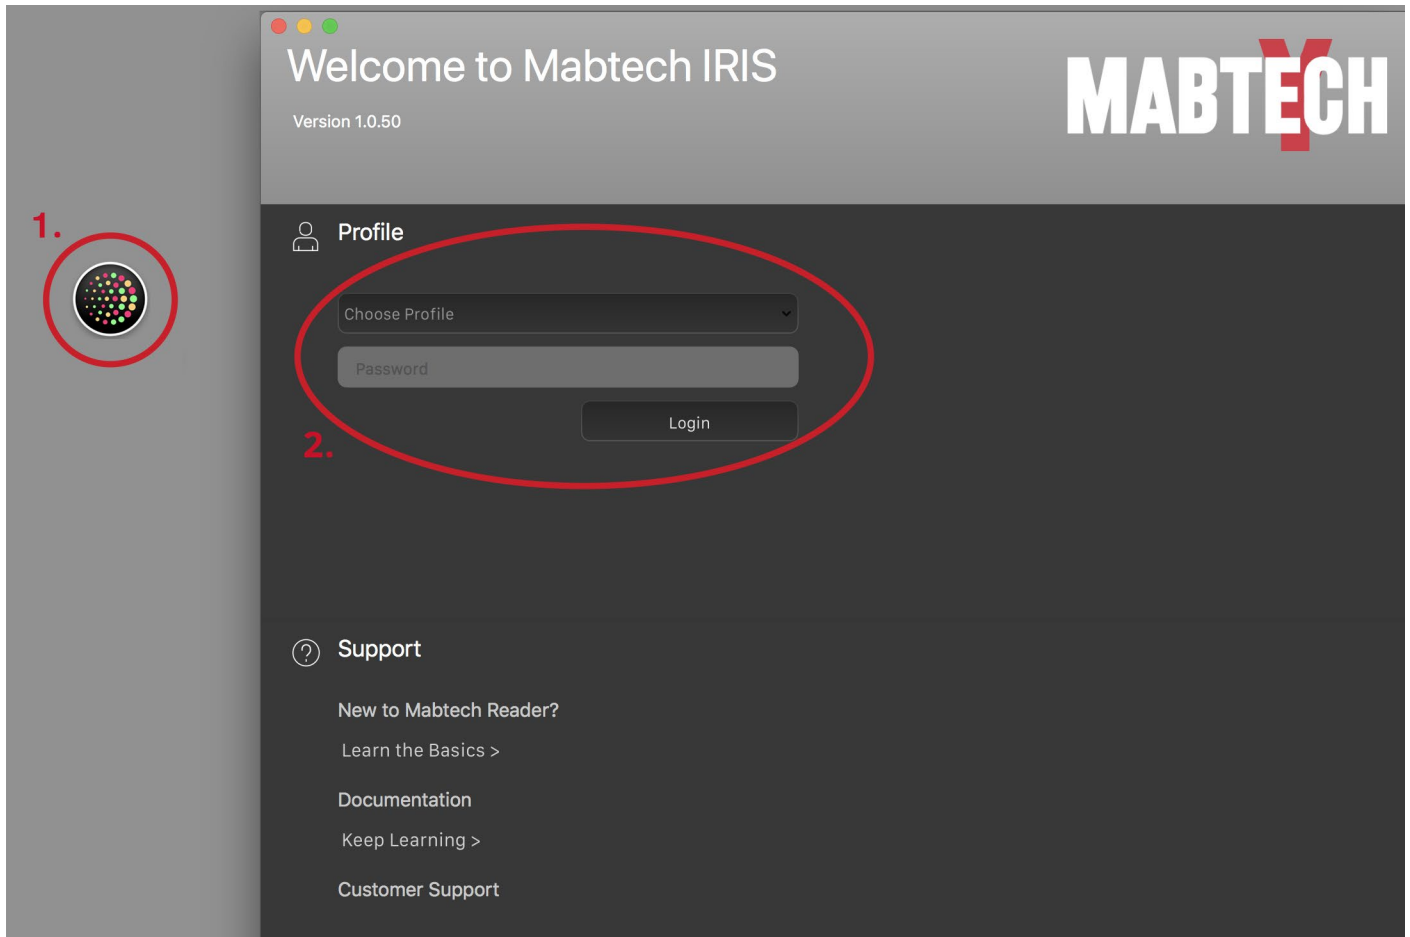 Welcome to Mabtech IRIS
MABTECH
Version 1.0.50
1.
Profile
Choose Profile
Password
Login
2.
Support
New to Mabtech Reader?
Learn the Basics >
Documentation
Keep Learning >
Customer Support